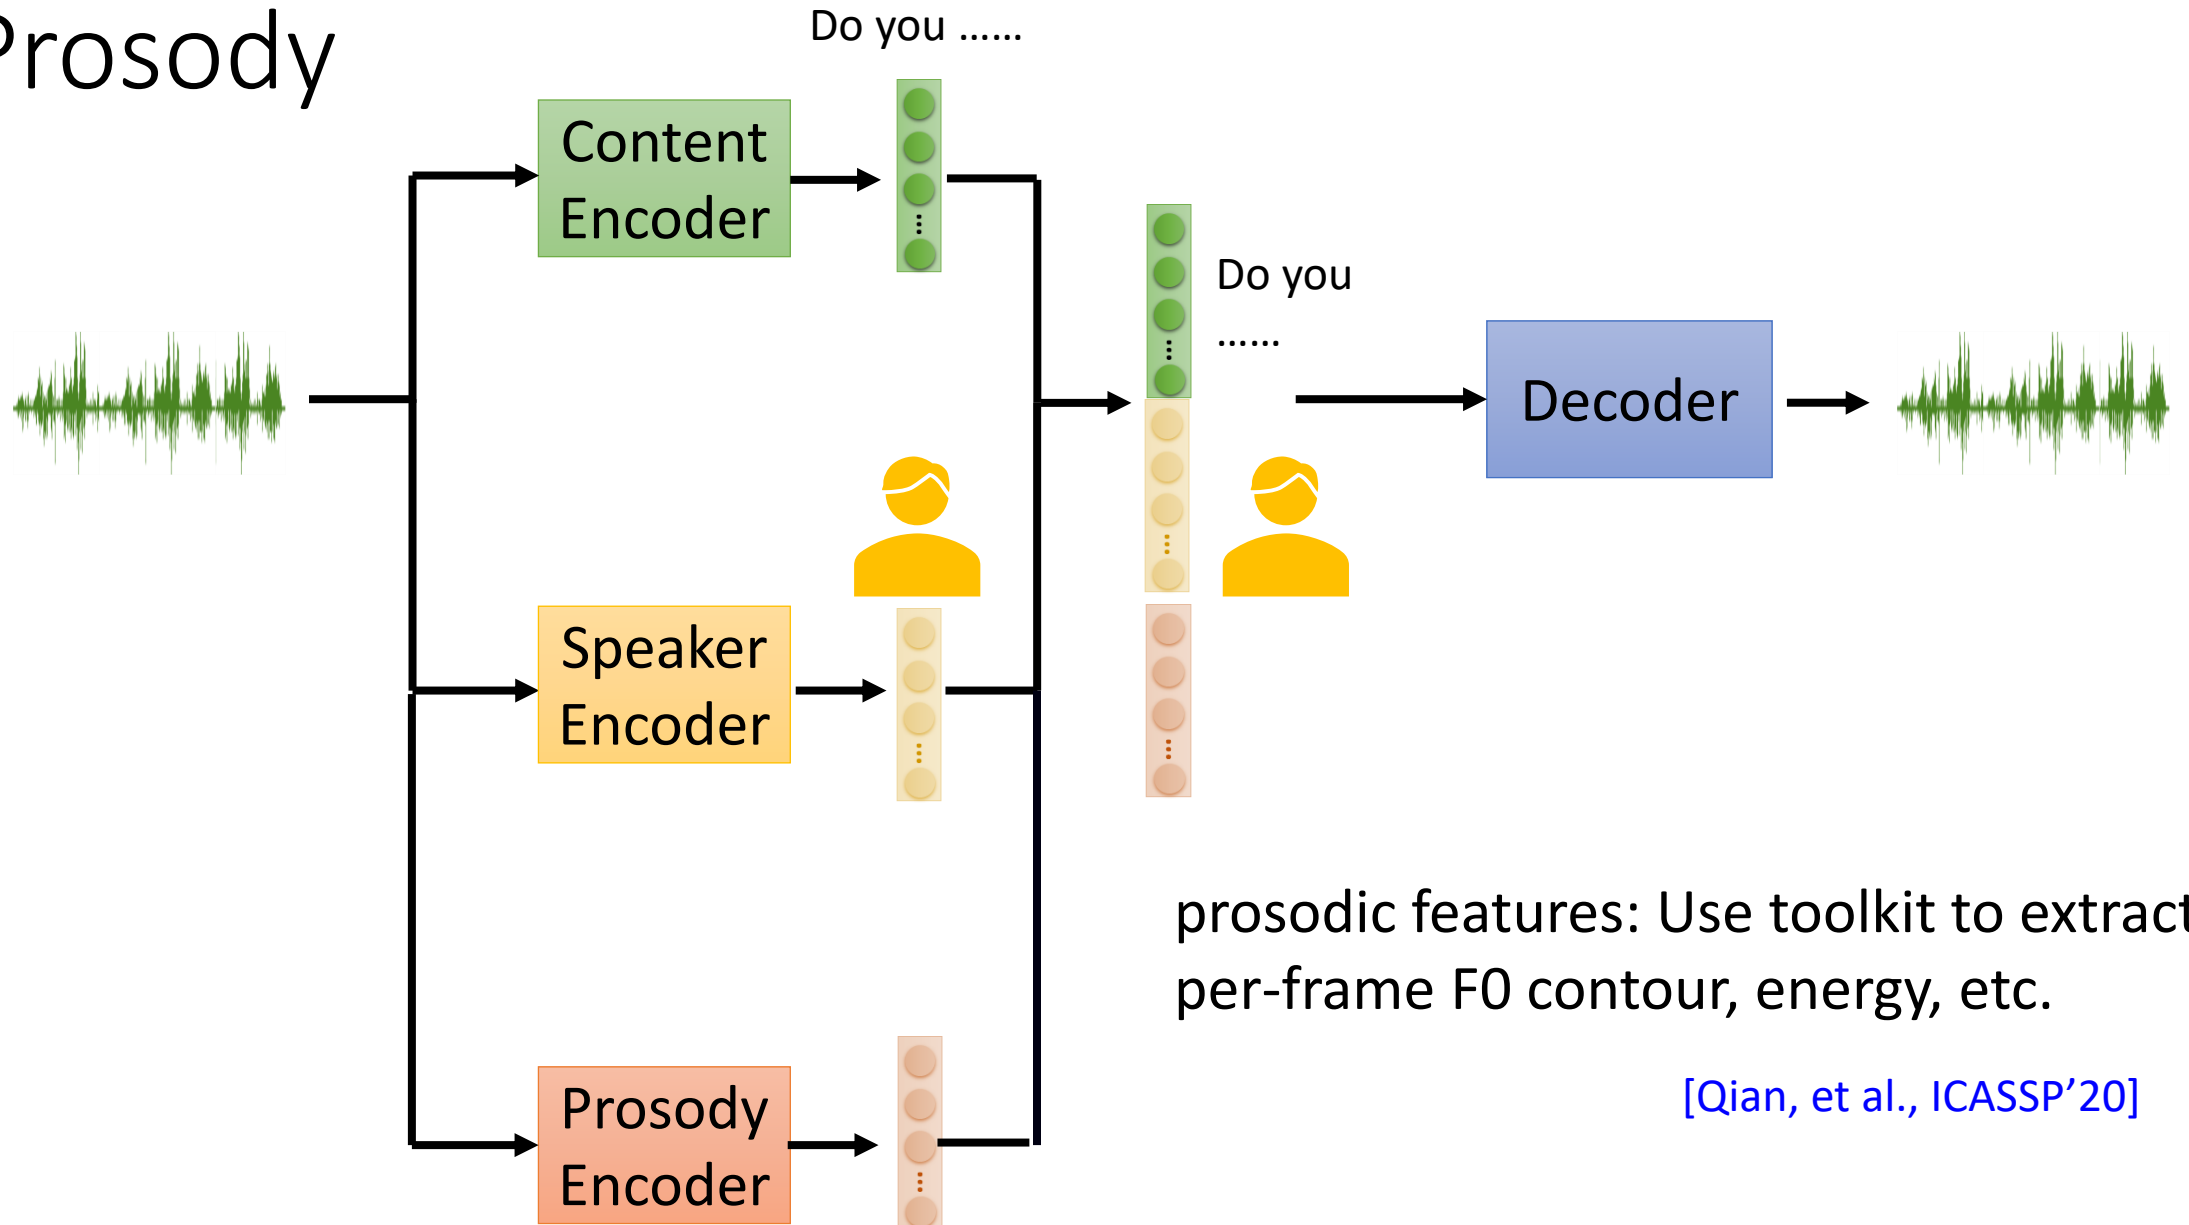 Prosody
Do you ……
Content
Encoder
Do you
……
Decoder
Speaker
Encoder
prosodic features: Use toolkit to extract
per-frame F0 contour, energy, etc.
[Qian, et al., ICASSP’20]
Prosody
Encoder